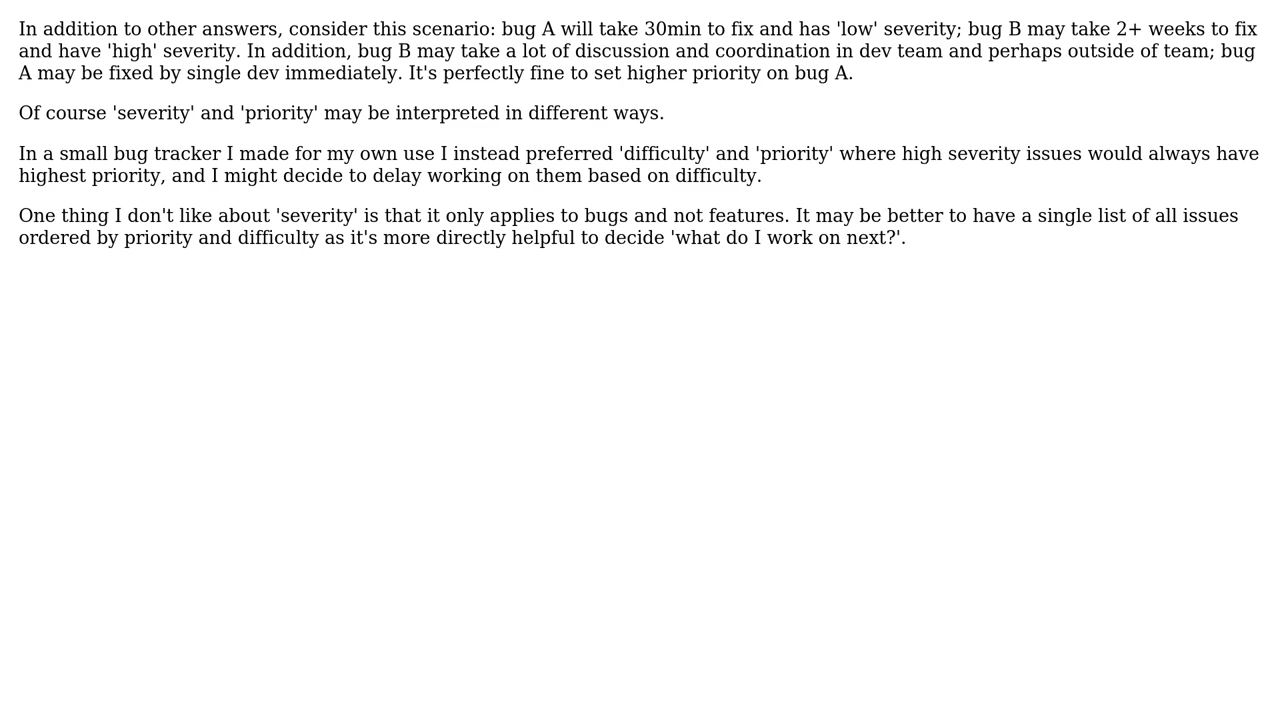 In addition to other answers, consider this scenario: bug A will take 30min to fix and has 'low' severity; bug B may take 2+ weeks to fix
and have 'high' severity. In addition, bug B may take a lot of discussion and coordination in dev team and perhaps outside of team; bug
A may be fixed by single dev immediately. It's perfectly fine to set higher priority on bug A.
Of course 'severity' and 'priority' may be interpreted in different ways.
In a small bug tracker I made for my own use I instead preferred 'difficulty' and 'priority' where high severity issues would always have
highest priority, and I might decide to delay working on them based on difficulty.
One thing I don't like about 'severity' is that it only applies to bugs and not features. It may be better to have a single list of all issues
ordered by priority and difficulty as it's more directly helpful to decide 'what do I work on next?'.